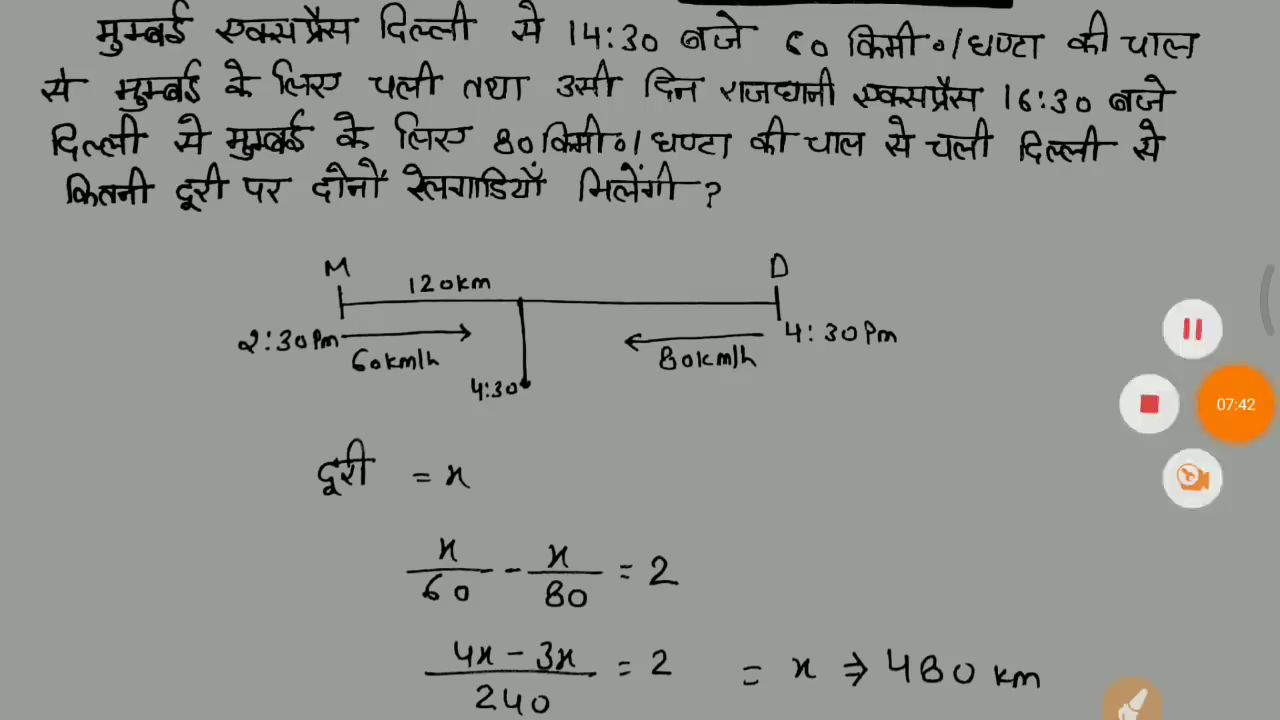 मुम्बई एक्सप्रैस दिल्ली से 14:30 बजे 60 किमी०/घण्टा की चाल
से मुम्बई के लिए चली तथा उसी दिन राजधानी एक्सप्रैस 16:30 बजे
दिल्ली से मुम्बई के लिए 80 किमी०/घण्टा की चाल से चली दिल्ली से
कितनी दूरी पर दोनों रेलगाडियाँ मिलेंगी ?
M D
120km
2:30Pm 4:30Pm
60km/h 80km/h
4:30
दूरी = x
x/60 - x/80 = 2
(4x - 3x)/240 = 2 = x ⇒ 480 km
07:42